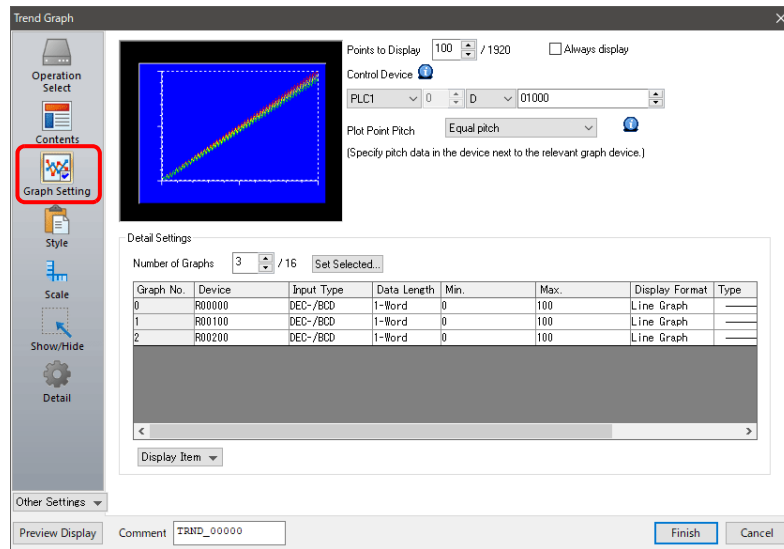 Trend Graph
Operation
Select
Contents
Graph Setting
Style
Scale
Show/Hide
Detail
Other Settings
Points to Display 100 / 1920 Always display
Control Device
PLC1 0 D 01000
Plot Point Pitch Equal pitch
(Specify pitch data in the device next to the relevant graph device.)
Detail Settings
Number of Graphs 3 / 16 Set Selected...
Graph No. Device Input Type Data Length Min. Max. Display Format Type
0 R00000 DEC-/BCD 1-Word 0 100 Line Graph
1 R00100 DEC-/BCD 1-Word 0 100 Line Graph
2 R00200 DEC-/BCD 1-Word 0 100 Line Graph
Display Item
Preview Display Comment TRND_00000 Finish Cancel